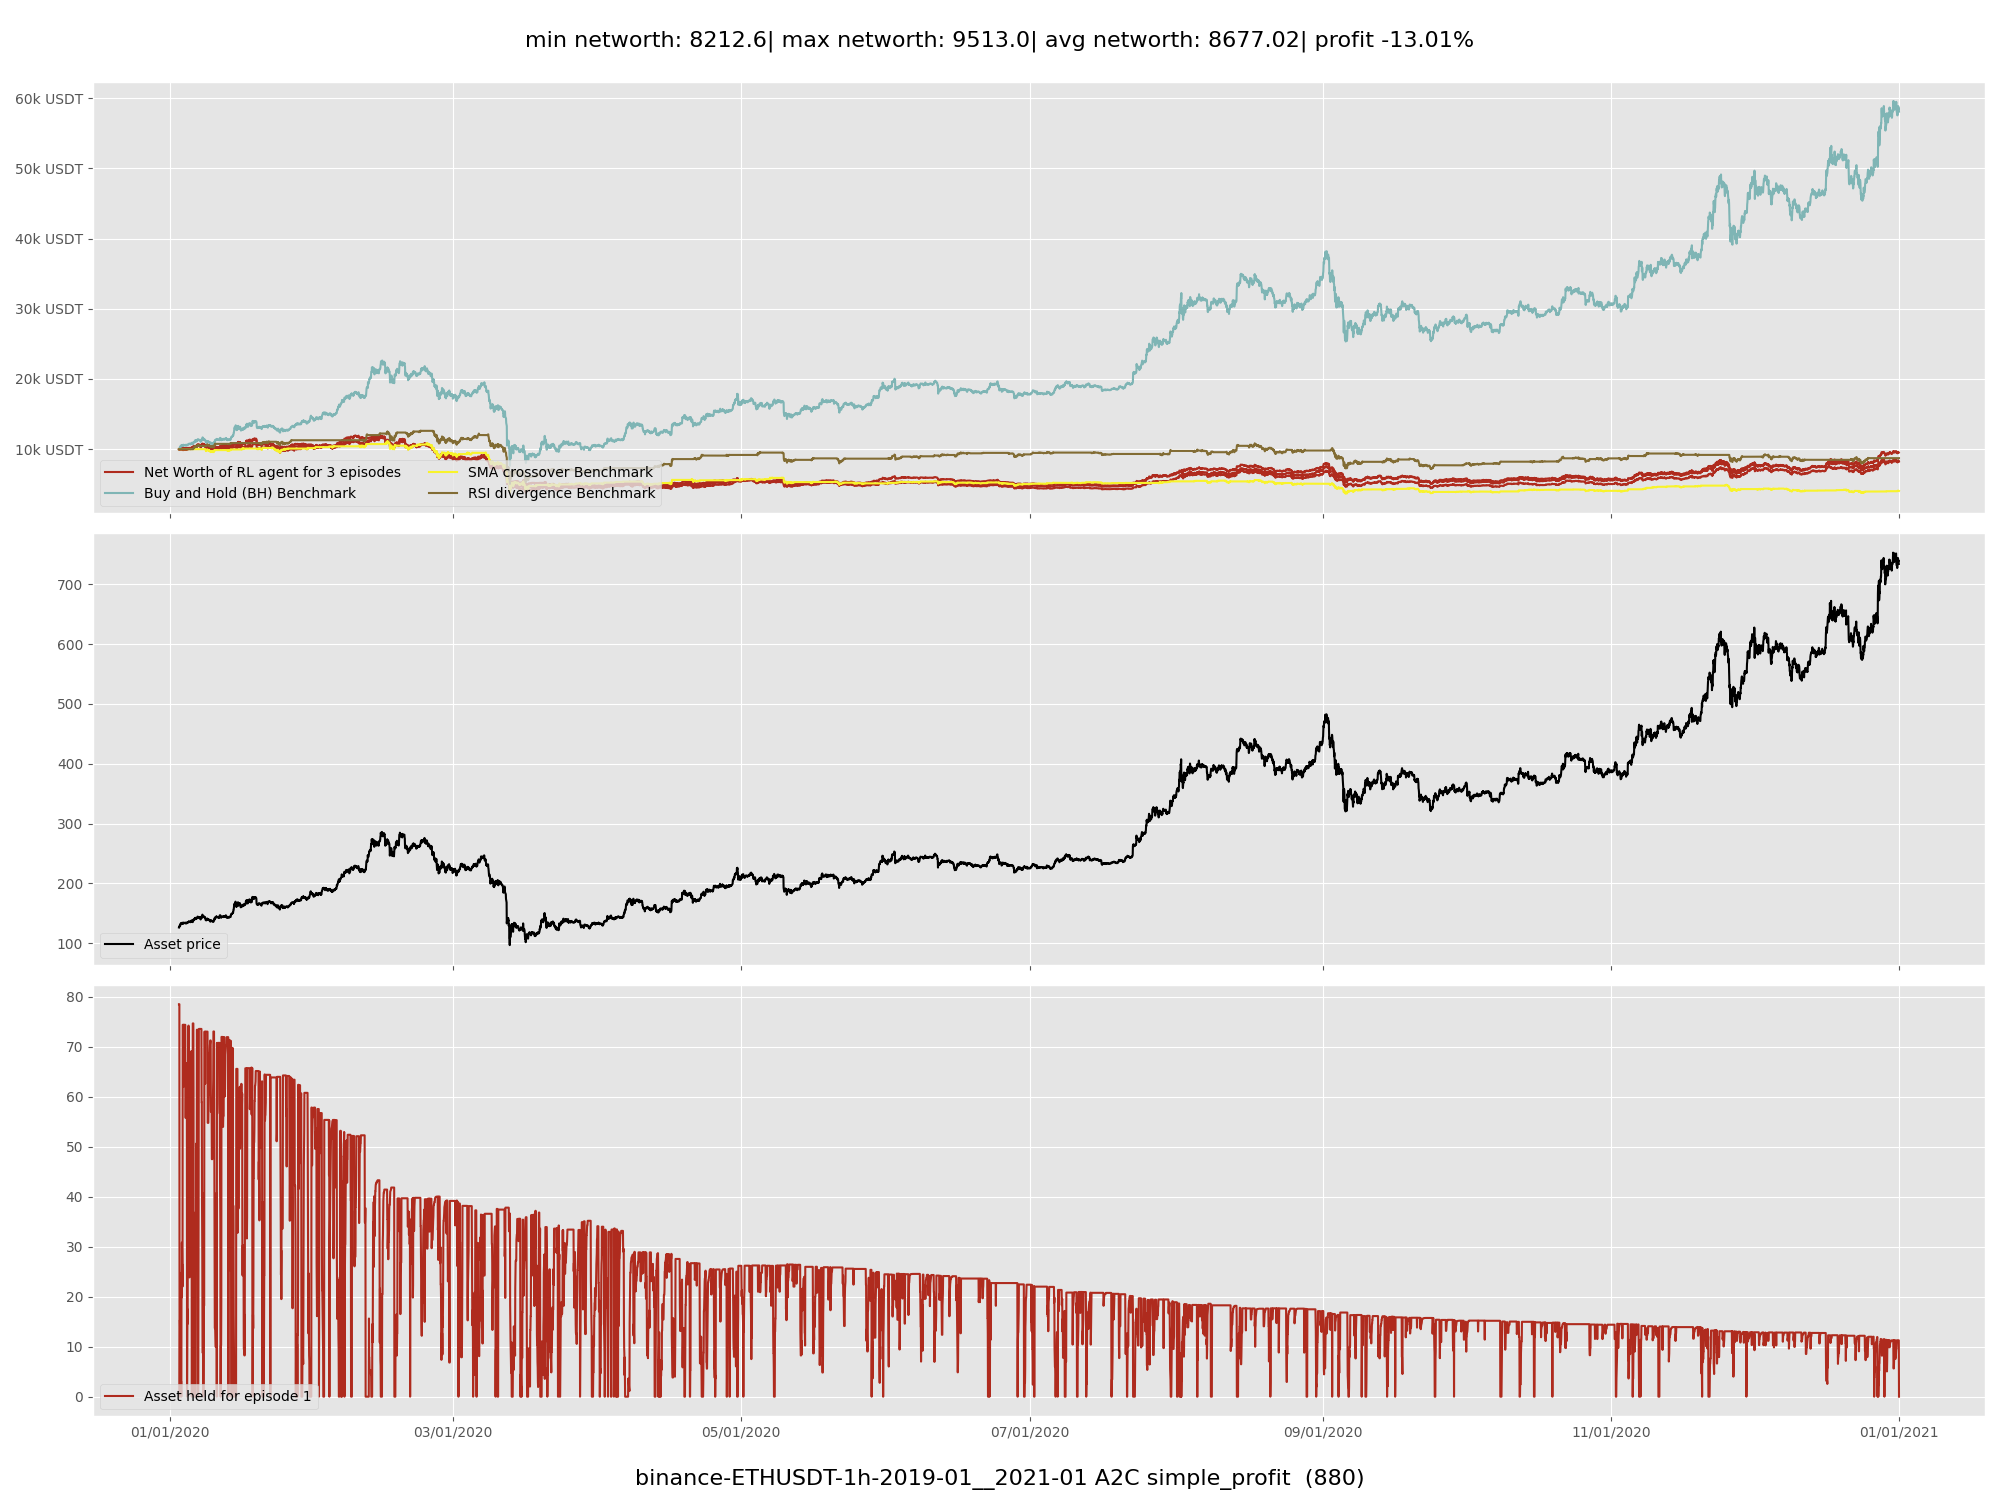 min networth: 8212.6| max networth: 9513.0| avg networth: 8677.02| profit -13.01%
60k USDT
50k USDT
40k USDT
30k USDT
20k USDT
10k USDT
Net Worth of RL agent for 3 episodes
Buy and Hold (BH) Benchmark
SMA crossover Benchmark
RSI divergence Benchmark
700
600
500
400
300
200
100
Asset price
80
70
60
50
40
30
20
10
0
Asset held for episode 1
01/01/2020 03/01/2020 05/01/2020 07/01/2020 09/01/2020 11/01/2020 01/01/2021
binance-ETHUSDT-1h-2019-01__2021-01 A2C simple_profit (880)